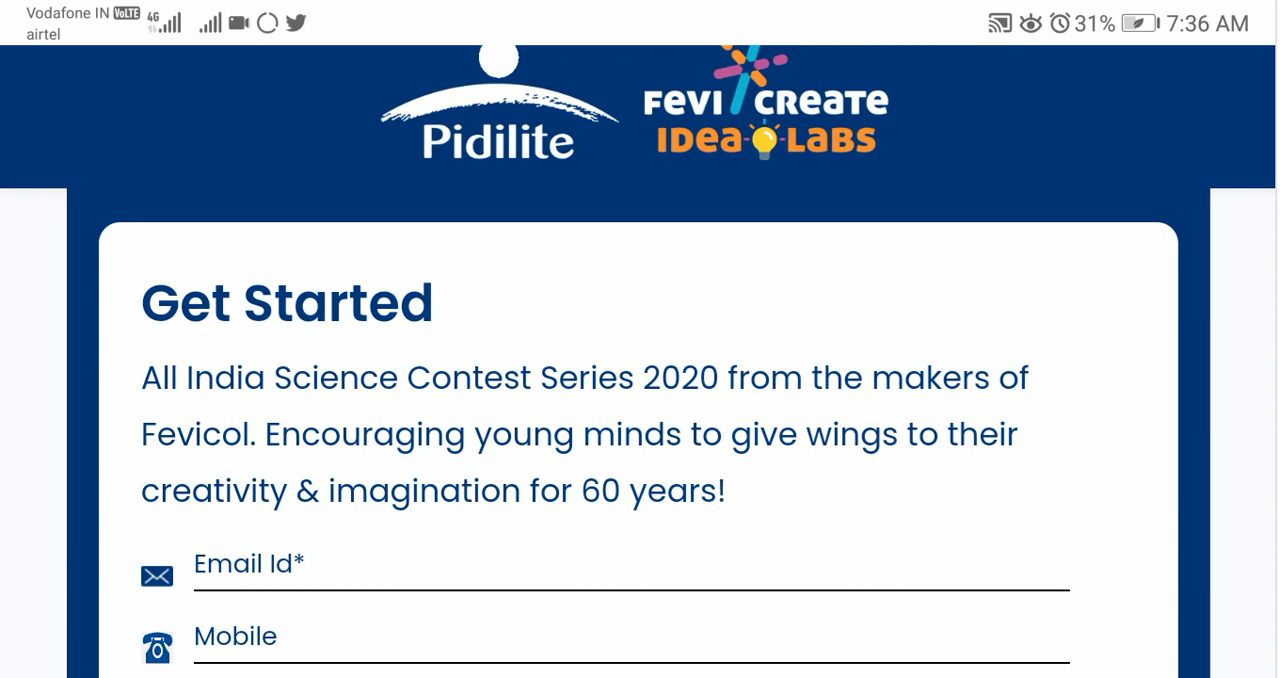 Vodafone IN VoLTE
airtel
4G
31%
7:36 AM
Pidilite
FEVI CREATE
IDEA LABS
Get Started
All India Science Contest Series 2020 from the makers of
Fevicol. Encouraging young minds to give wings to their
creativity & imagination for 60 years!
Email Id*
Mobile